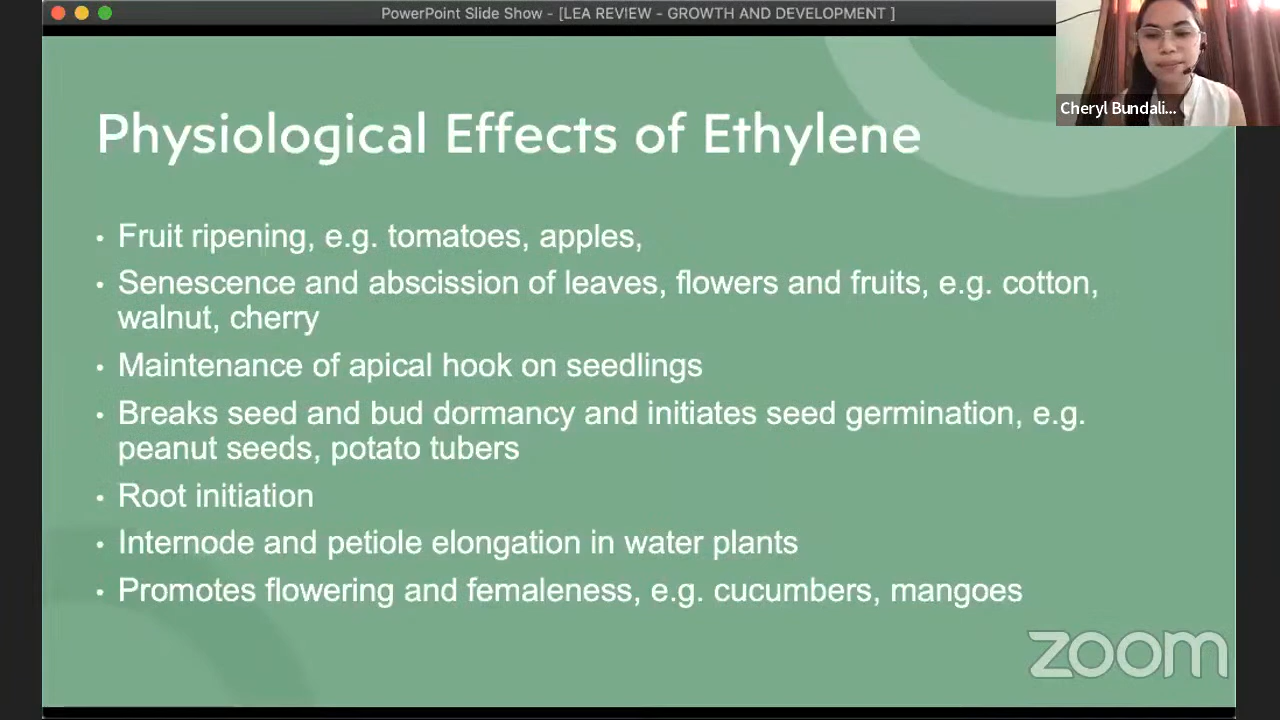 PowerPoint Slide Show - [LEA REVIEW - GROWTH AND DEVELOPMENT ]
Cheryl Bundali...
Physiological Effects of Ethylene
• Fruit ripening, e.g. tomatoes, apples,
• Senescence and abscission of leaves, flowers and fruits, e.g. cotton,
walnut, cherry
• Maintenance of apical hook on seedlings
• Breaks seed and bud dormancy and initiates seed germination, e.g.
peanut seeds, potato tubers
• Root initiation
• Internode and petiole elongation in water plants
• Promotes flowering and femaleness, e.g. cucumbers, mangoes
zoom